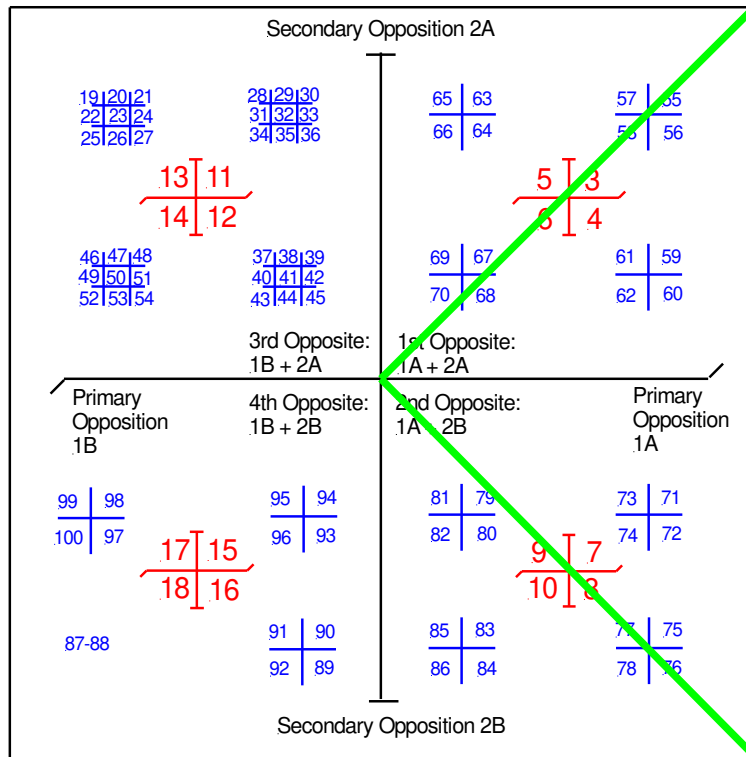 Secondary Opposition 2A
19 20 21
22 23 24
25 26 27
28 29 30
31 32 33
34 35 36
65 63
66 64
57 55
58 56
13 11
14 12
5 3
6 4
46 47 48
49 50 51
52 53 54
37 38 39
40 41 42
43 44 45
69 67
70 68
61 59
62 60
3rd Opposite:
1B + 2A
1st Opposite:
1A + 2A
Primary
Opposition
1B
4th Opposite:
1B + 2B
2nd Opposite:
1A + 2B
Primary
Opposition
1A
99 98
100 97
95 94
96 93
81 79
82 80
73 71
74 72
17 15
18 16
9 7
10 8
87-88
91 90
92 89
85 83
86 84
77 75
78 76
Secondary Opposition 2B